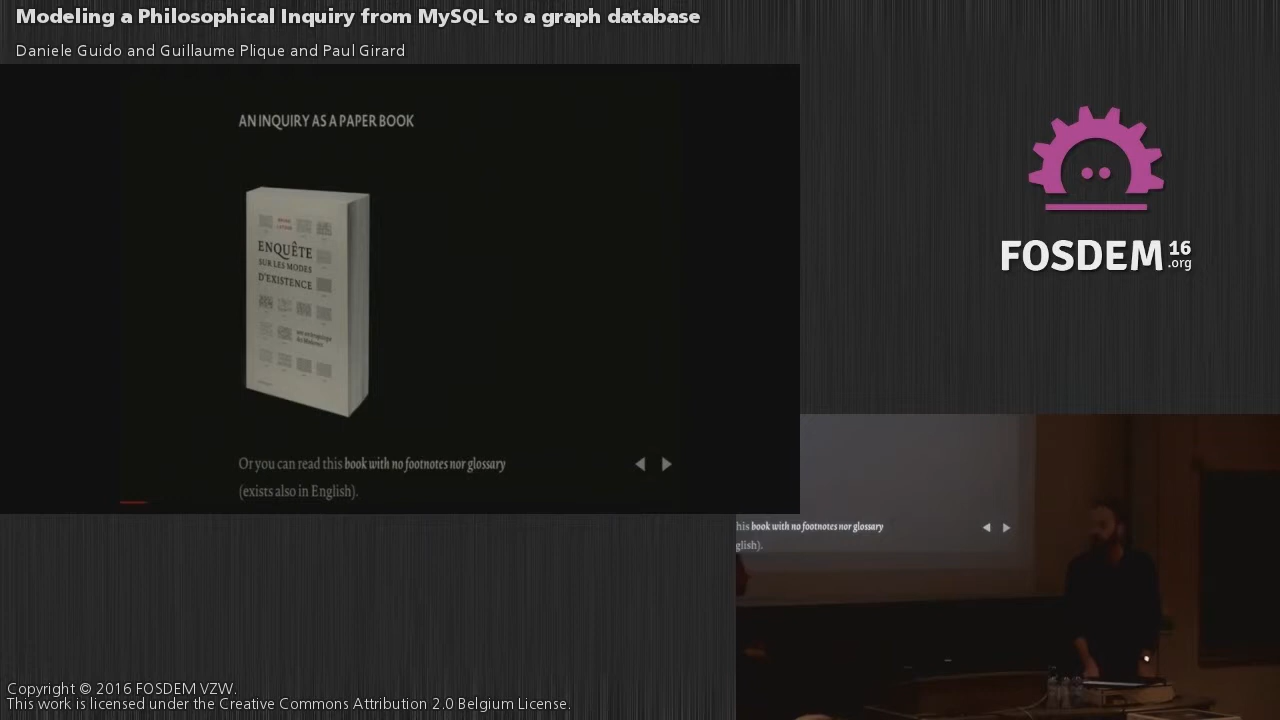 Modeling a Philosophical Inquiry from MySQL to a graph database
Daniele Guido and Guillaume Plique and Paul Girard
AN INQUIRY AS A PAPER BOOK
BRUNO
LATOUR
ENQUÊTE
SUR LES MODES
D'EXISTENCE
Or you can read this book with no footnotes nor glossary
(exists also in English).
FOSDEM 16
.org
his book with no footnotes nor glossary
glish).
Copyright © 2016 FOSDEM VZW.
This work is licensed under the Creative Commons Attribution 2.0 Belgium License.